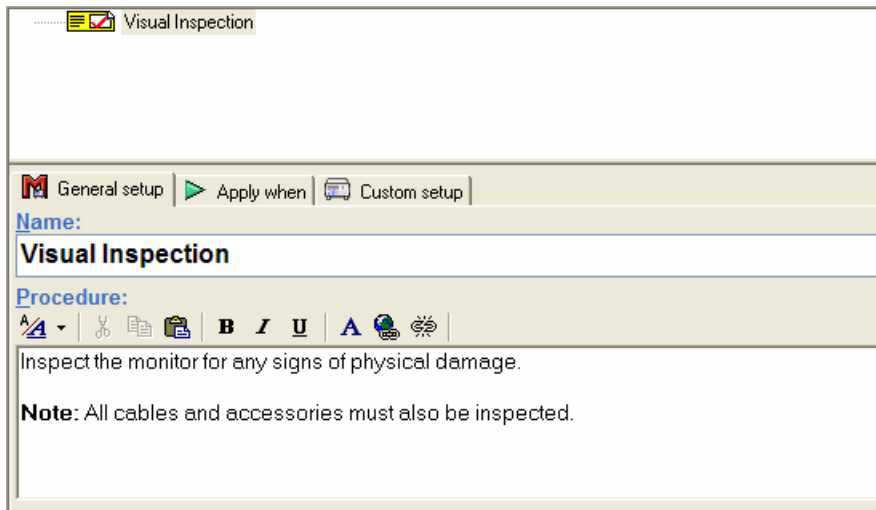 Visual Inspection
General setup Apply when Custom setup
Name:
Visual Inspection
Procedure:
A/A B I U A
Inspect the monitor for any signs of physical damage.
Note: All cables and accessories must also be inspected.